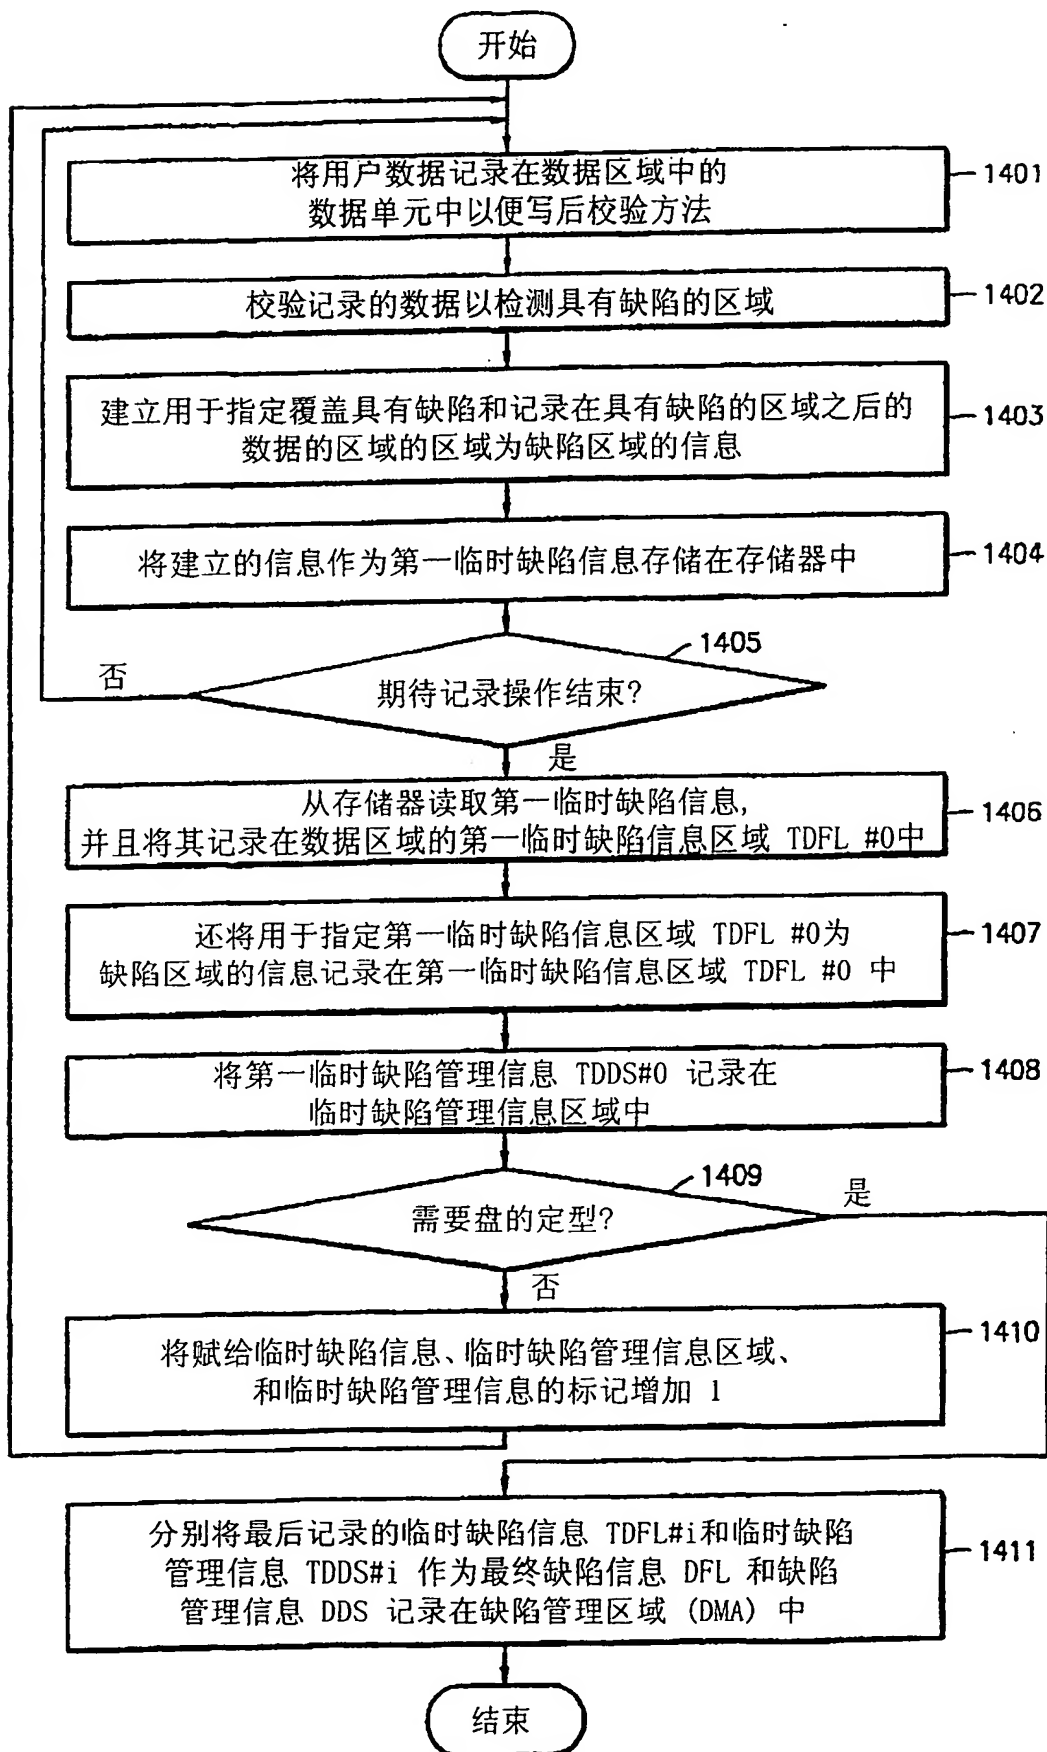 开始
将用户数据记录在数据区域中的
数据单元中以便写后校验方法
1401
校验记录的数据以检测具有缺陷的区域
1402
建立用于指定覆盖具有缺陷和记录在具有缺陷的区域之后的
数据的区域的区域为缺陷区域的信息
1403
将建立的信息作为第一临时缺陷信息存储在存储器中
1404
1405
否
期待记录操作结束?
是
从存储器读取第一临时缺陷信息,
并且将其记录在数据区域的第一临时缺陷信息区域 TDFL #0中
1406
还将用于指定第一临时缺陷信息区域 TDFL #0为
缺陷区域的信息记录在第一临时缺陷信息区域 TDFL #0 中
1407
将第一临时缺陷管理信息 TDDS#0 记录在
临时缺陷管理信息区域中
1408
1409
是
需要盘的定型?
否
将赋给临时缺陷信息、临时缺陷管理信息区域、
和临时缺陷管理信息的标记增加 1
1410
分别将最后记录的临时缺陷信息 TDFL#i和临时缺陷
管理信息 TDDS#i 作为最终缺陷信息 DFL 和缺陷
管理信息 DDS 记录在缺陷管理区域 (DMA) 中
1411
结束